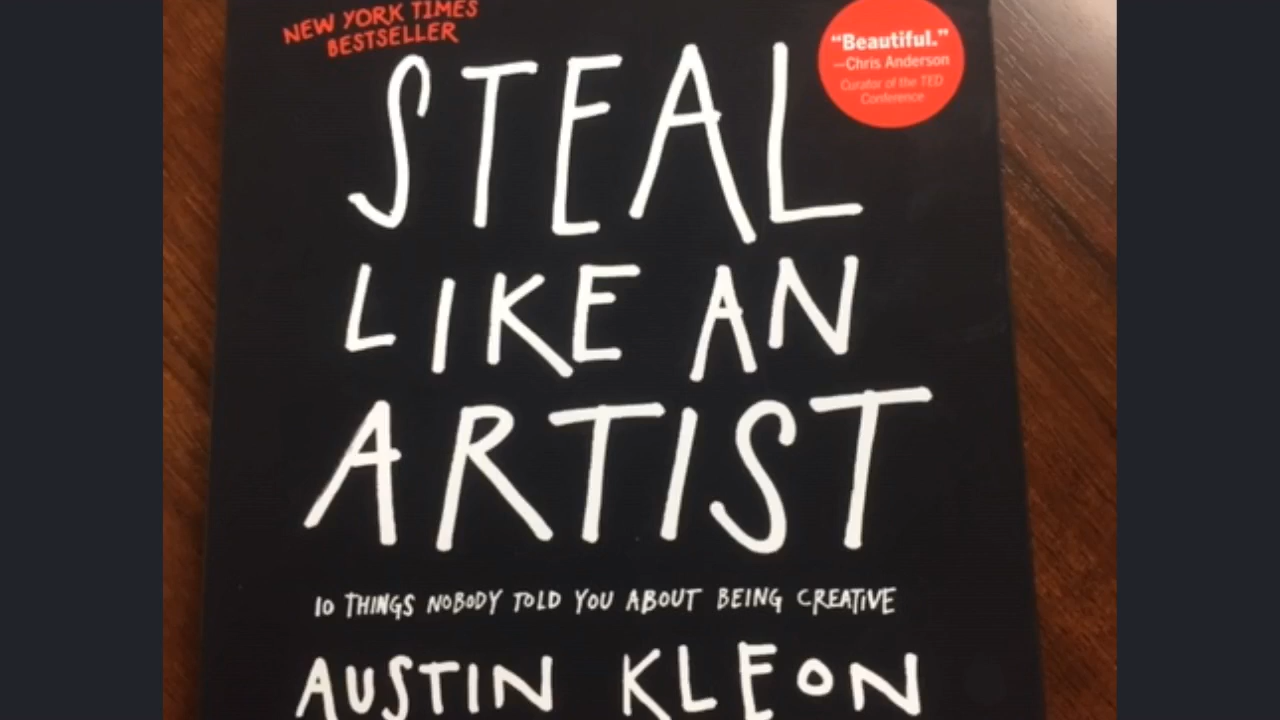 NEW YORK TIMES
BESTSELLER
“Beautiful.”
—Chris Anderson
Curator of the TED
Conference
STEAL
LIKE AN
ARTIST
10 THINGS NOBODY TOLD YOU ABOUT BEING CREATIVE
AUSTIN KLEON